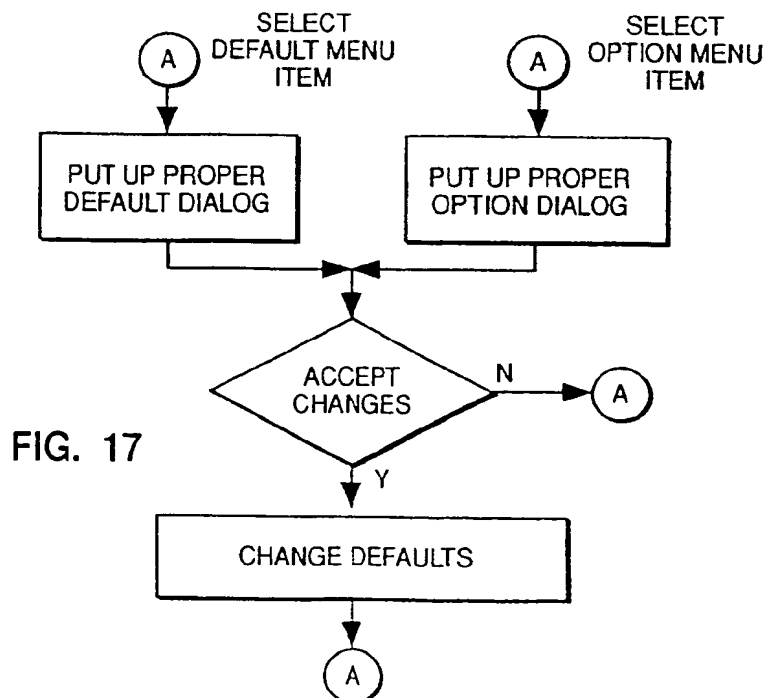 A
SELECT
DEFAULT MENU
ITEM
A
SELECT
OPTION MENU
ITEM
PUT UP PROPER
DEFAULT DIALOG
PUT UP PROPER
OPTION DIALOG
ACCEPT
CHANGES
N
A
FIG. 17
Y
CHANGE DEFAULTS
A